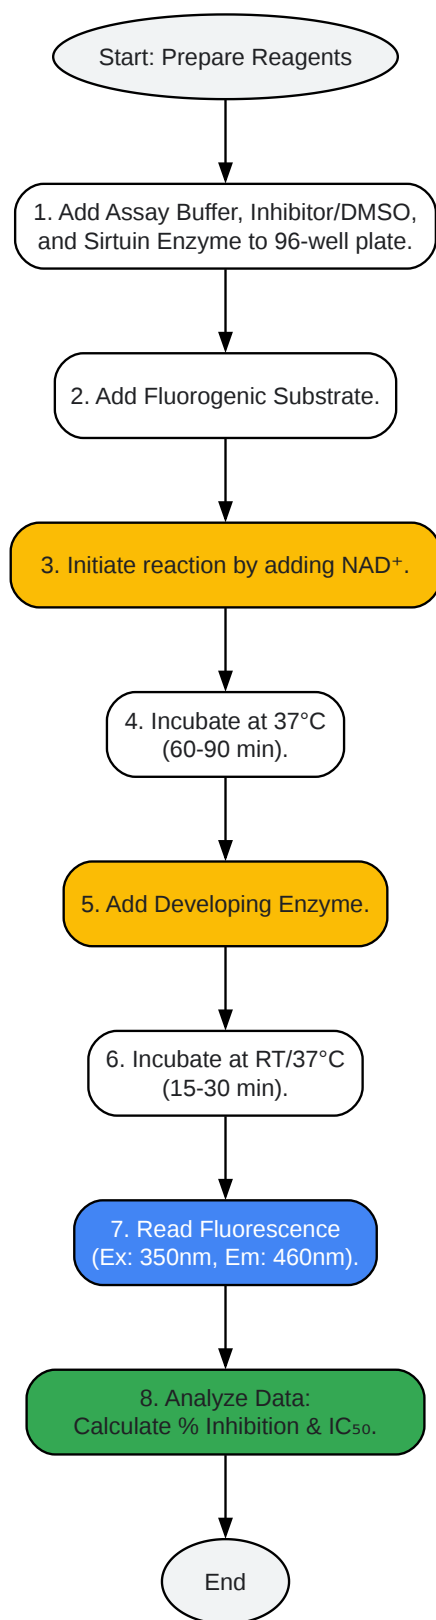 Start: Prepare Reagents
1. Add Assay Buffer, Inhibitor/DMSO,
and Sirtuin Enzyme to 96-well plate.
2. Add Fluorogenic Substrate.
3. Initiate reaction by adding NAD⁺.
4. Incubate at 37°C
(60-90 min).
5. Add Developing Enzyme.
6. Incubate at RT/37°C
(15-30 min).
7. Read Fluorescence
(Ex: 350nm, Em: 460nm).
8. Analyze Data:
Calculate % Inhibition & IC₅₀.
End